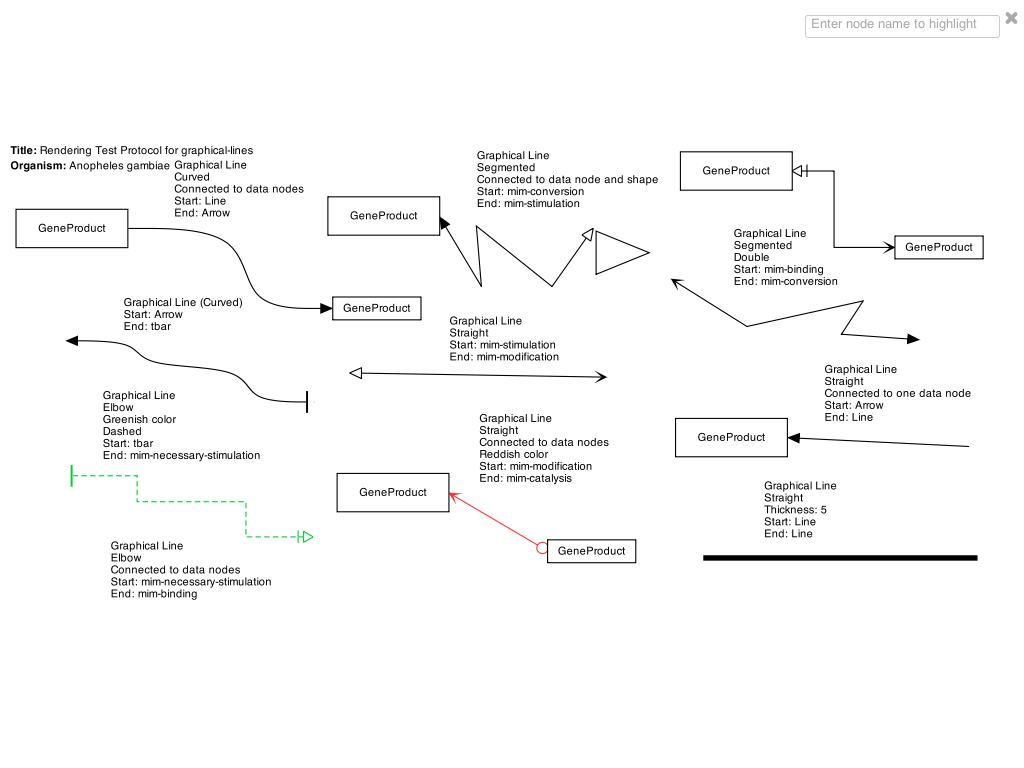 Enter node name to highlight
Title: Rendering Test Protocol for graphical-lines
Organism: Anopheles gambiae
Graphical Line
Curved
Connected to data nodes
Start: Line
End: Arrow
Graphical Line
Segmented
Connected to data node and shape
Start: mim-conversion
End: mim-stimulation
GeneProduct
GeneProduct
GeneProduct
Graphical Line
Segmented
Double
Start: mim-binding
End: mim-conversion
GeneProduct
Graphical Line (Curved)
Start: Arrow
End: tbar
GeneProduct
Graphical Line
Straight
Start: mim-stimulation
End: mim-modification
Graphical Line
Straight
Connected to one data node
Start: Arrow
End: Line
Graphical Line
Elbow
Greenish color
Dashed
Start: tbar
End: mim-necessary-stimulation
Graphical Line
Straight
Connected to data nodes
Reddish color
Start: mim-modification
End: mim-catalysis
GeneProduct
GeneProduct
Graphical Line
Straight
Thickness: 5
Start: Line
End: Line
Graphical Line
Elbow
Connected to data nodes
Start: mim-necessary-stimulation
End: mim-binding
GeneProduct